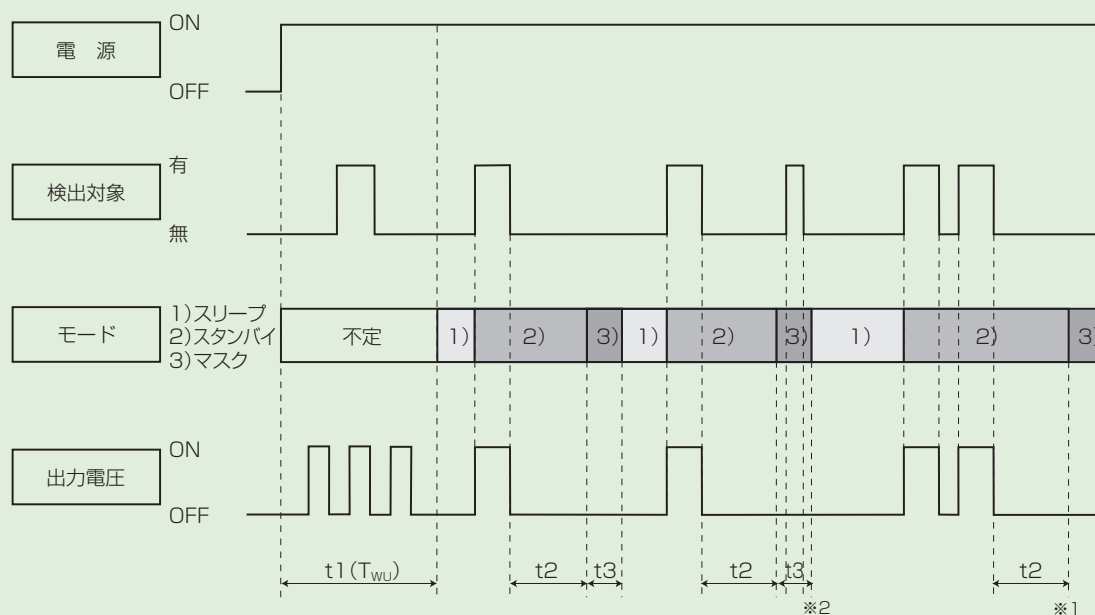 電 源
ON
OFF
検出対象
有
無
モード
1)スリープ
2)スタンバイ
3)マスク
不定
1)
2)
3)
1)
2)
3)
1)
2)
3)
出力電圧
ON
OFF
t1(TWU)
t2
t3
t2
t3
t2
※2
※1